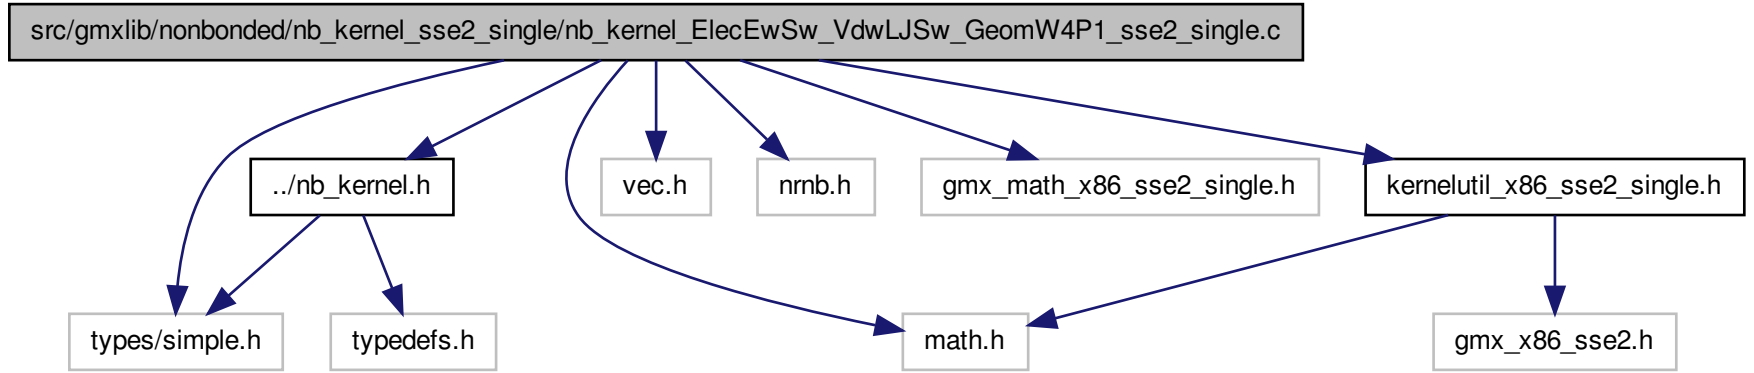 src/gmxlib/nonbonded/nb_kernel_sse2_single/nb_kernel_ElecEwSw_VdwLJSw_GeomW4P1_sse2_single.c
../nb_kernel.h
vec.h
nrnb.h
gmx_math_x86_sse2_single.h
kernelutil_x86_sse2_single.h
types/simple.h
typedefs.h
math.h
gmx_x86_sse2.h